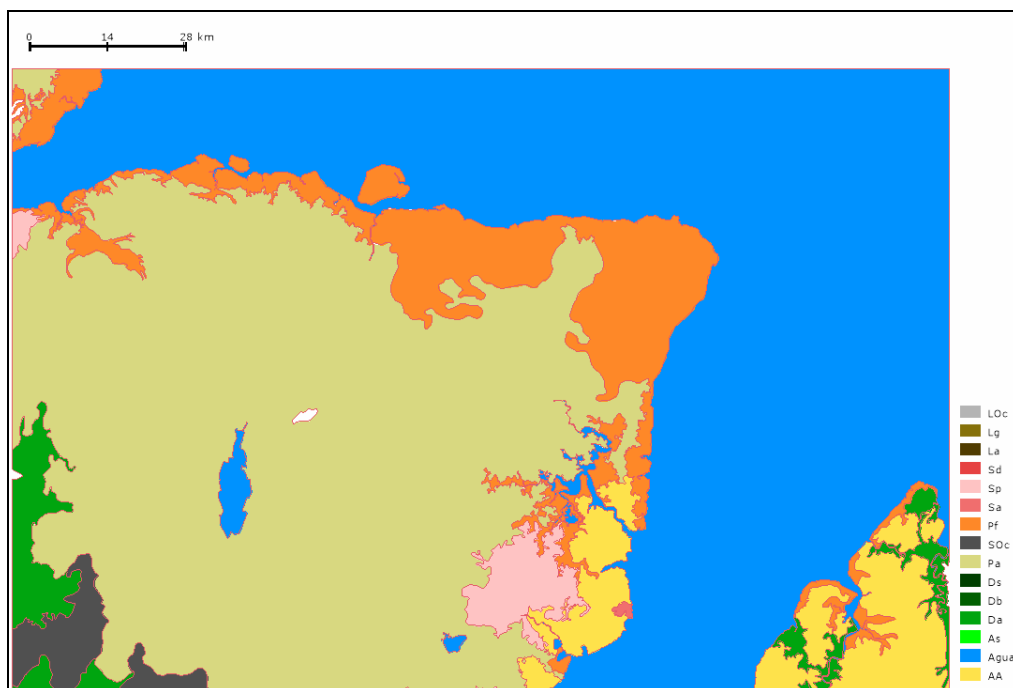 0 14 28 km
LOc
Lg
La
Sd
Sp
Sa
Pf
SOc
Pa
Ds
Db
Da
As
Agua
AA